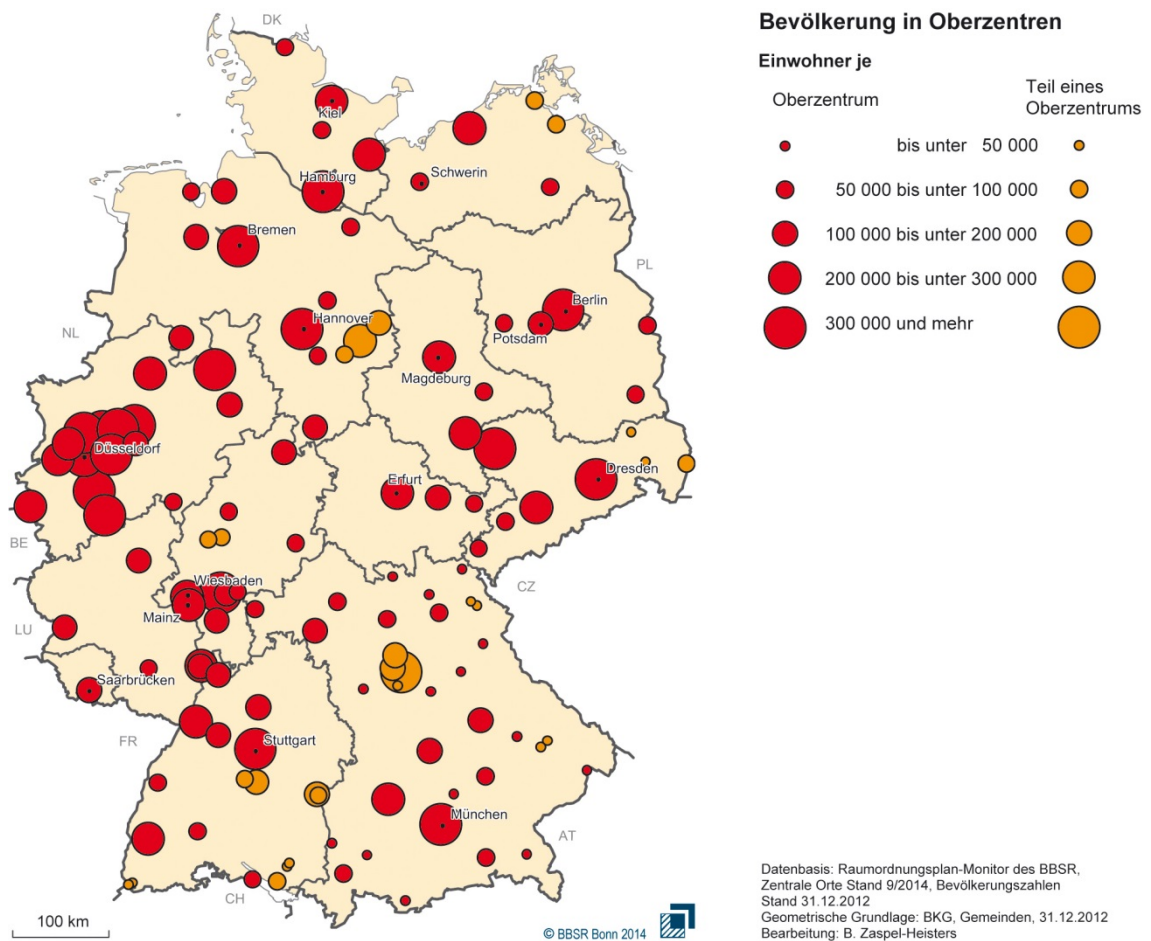 Bevölkerung in Oberzentren
Einwohner je
Oberzentrum
Teil eines
Oberzentrums
bis unter 50 000
50 000 bis unter 100 000
100 000 bis unter 200 000
200 000 bis unter 300 000
300 000 und mehr
DK
Kiel
Hamburg
Schwerin
Bremen
PL
Berlin
NL
Hannover
Potsdam
Magdeburg
Düsseldorf
Dresden
Erfurt
BE
Wiesbaden
CZ
Mainz
LU
Saarbrücken
FR
Stuttgart
München
AT
CH
100 km
© BBSR Bonn 2014
Datenbasis: Raumordnungsplan-Monitor des BBSR,
Zentrale Orte Stand 9/2014, Bevölkerungszahlen
Stand 31.12.2012
Geometrische Grundlage: BKG, Gemeinden, 31.12.2012
Bearbeitung: B. Zaspel-Heisters